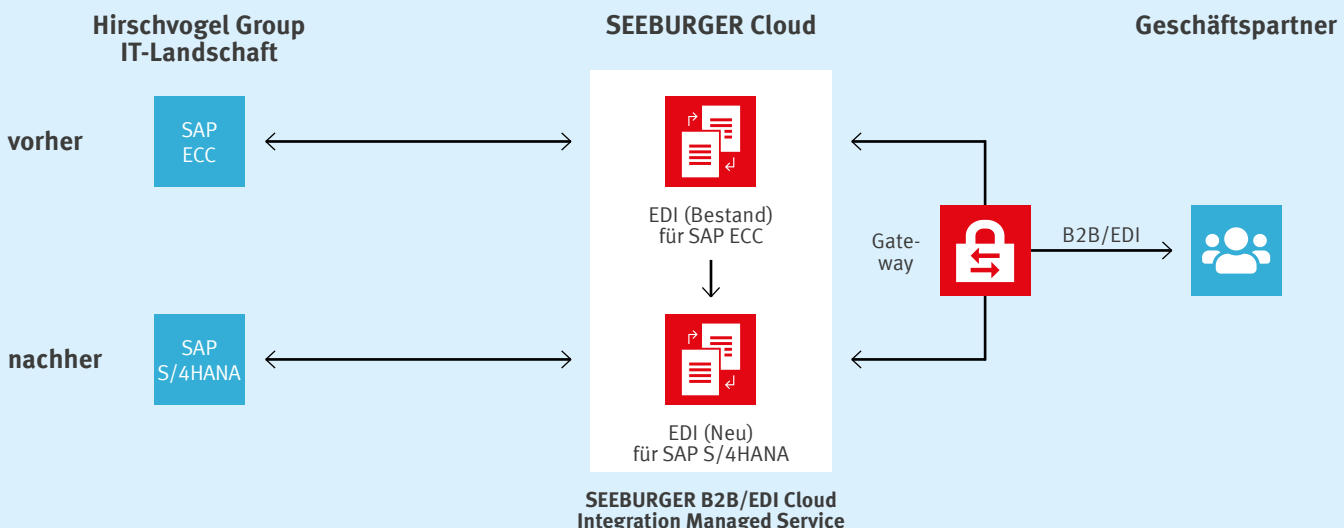 Hirschvogel Group
IT-Landschaft
SEEBURGER Cloud
Geschäftspartner
vorher
SAP
ECC
EDI (Bestand)
für SAP ECC
Gate-
way
B2B/EDI
nachher
SAP
S/4HANA
EDI (Neu)
für SAP S/4HANA
SEEBURGER B2B/EDI Cloud
Integration Managed Service